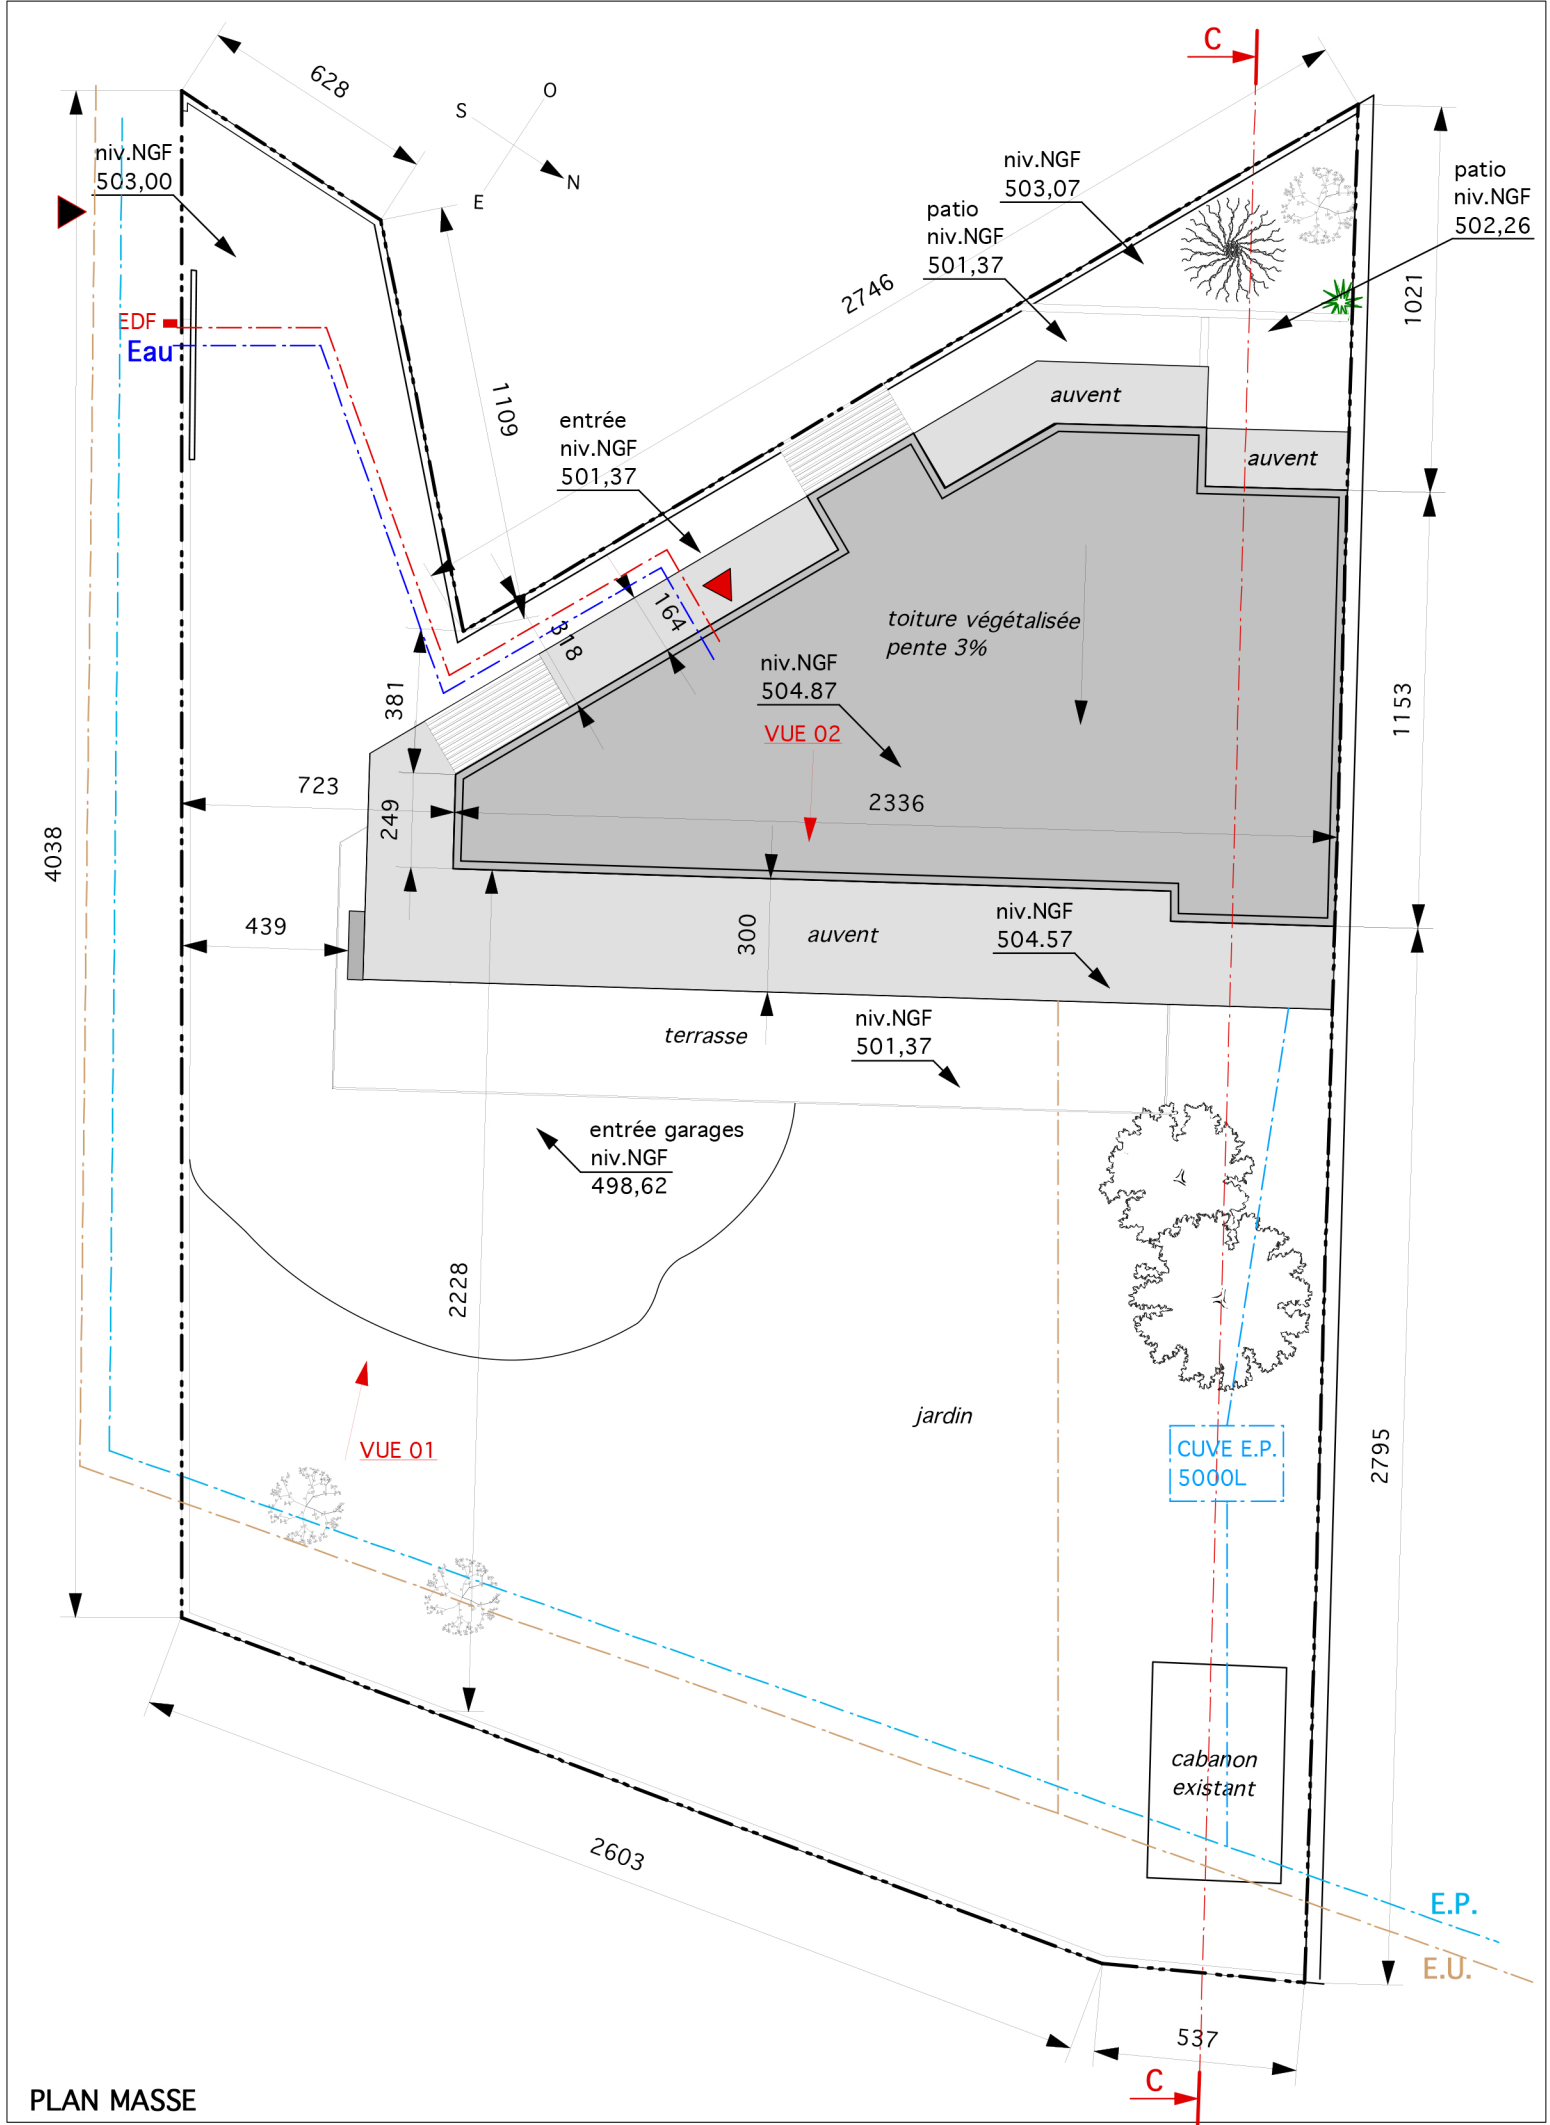 C
628
O
S
N
E
niv.NGF
503,00
niv.NGF
503,07
patio
niv.NGF
502,26
patio
niv.NGF
501,37
2746
1021
EDF
Eau
1109
auvent
entrée
niv.NGF
501,37
auvent
164
318
toiture végétalisée
pente 3%
niv.NGF
504.87
VUE 02
381
1153
723
249
2336
4038
439
300
auvent
niv.NGF
504.57
terrasse
niv.NGF
501,37
entrée garages
niv.NGF
498,62
2228
jardin
VUE 01
CUVE E.P.
5000L
2795
cabanon
existant
2603
E.P.
E.U.
537
C
PLAN MASSE